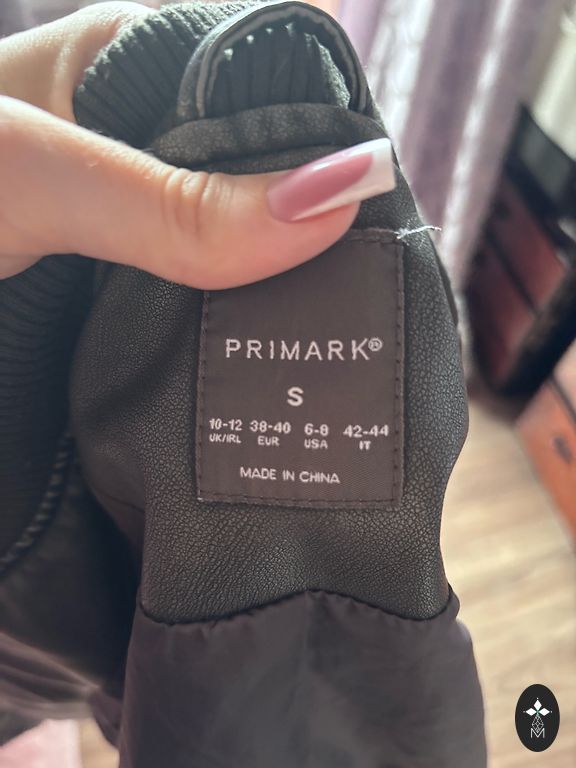 PRIMARK®
S
10-12 38-40 6-8 42-44
UK/IRL EUR USA IT
MADE IN CHINA
M